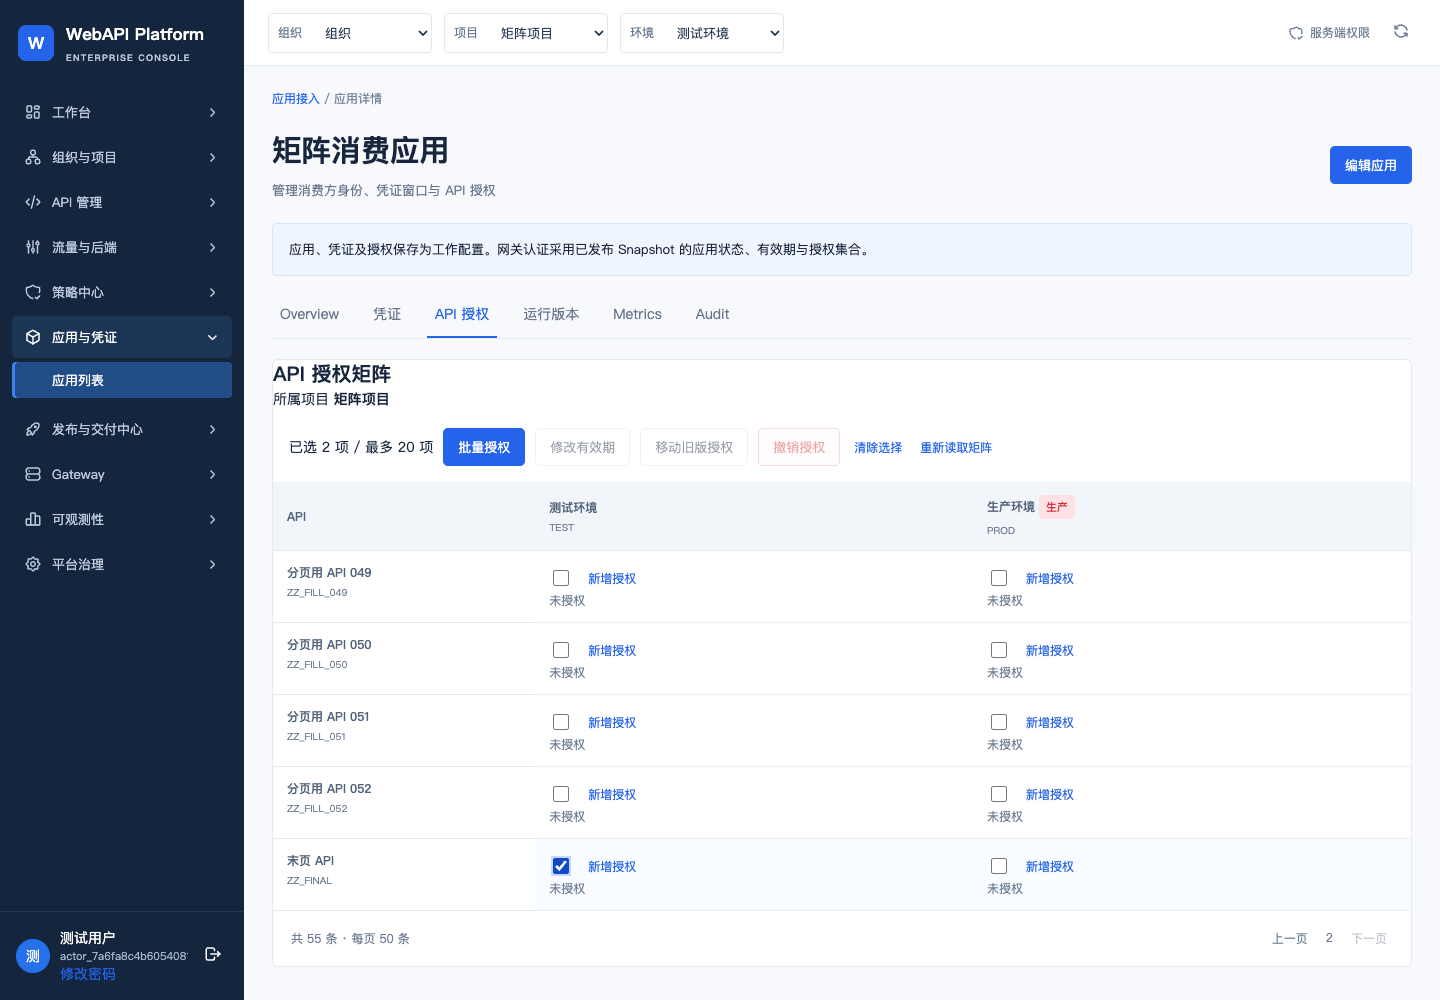 W
WebAPI Platform
ENTERPRISE CONSOLE
工作台
组织与项目
API 管理
流量与后端
策略中心
应用与凭证
应用列表
发布与交付中心
Gateway
可观测性
平台治理
测
测试用户
actor_7a6fa8c4b605408
修改密码
组织 组织
项目 矩阵项目
环境 测试环境
服务端权限
应用接入 / 应用详情
矩阵消费应用
管理消费方身份、凭证窗口与 API 授权
编辑应用
应用、凭证及授权保存为工作配置。网关认证采用已发布 Snapshot 的应用状态、有效期与授权集合。
Overview 凭证 API 授权 运行版本 Metrics Audit
API 授权矩阵
所属项目 矩阵项目
已选 2 项 / 最多 20 项 批量授权 修改有效期 移动旧版授权 撤销授权 清除选择 重新读取矩阵
API 测试环境 生产环境 生产
TEST PROD
分页用 API 049 新增授权 新增授权
ZZ_FILL_049 未授权 未授权
分页用 API 050 新增授权 新增授权
ZZ_FILL_050 未授权 未授权
分页用 API 051 新增授权 新增授权
ZZ_FILL_051 未授权 未授权
分页用 API 052 新增授权 新增授权
ZZ_FILL_052 未授权 未授权
末页 API 新增授权 新增授权
ZZ_FINAL 未授权 未授权
共 55 条 · 每页 50 条 上一页 2 下一页